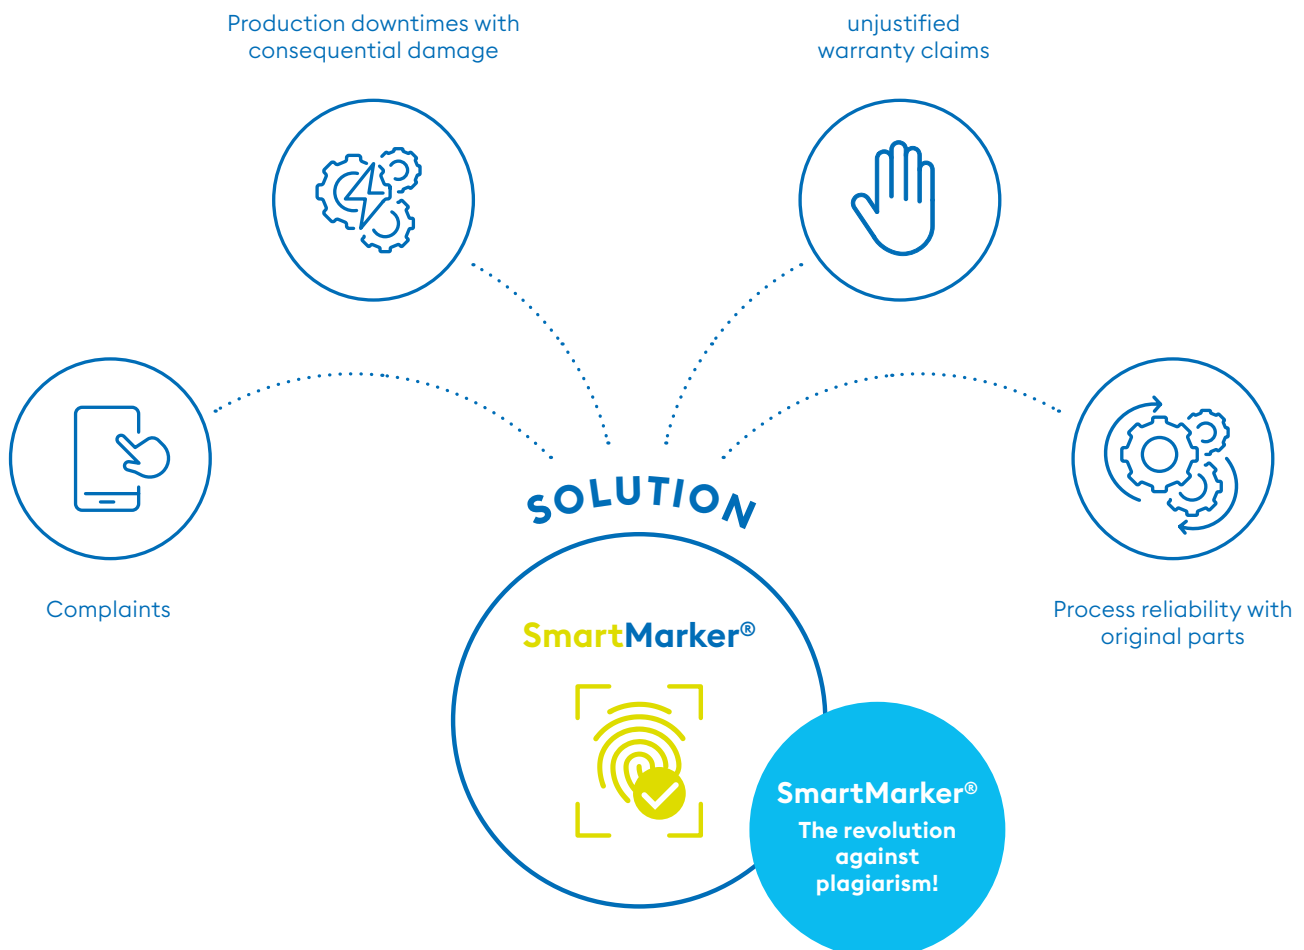 Production downtimes with
consequential damage
unjustified
warranty claims
Complaints
Process reliability with
original parts
SOLUTION
SmartMarker®
SmartMarker®
The revolution
against
plagiarism!